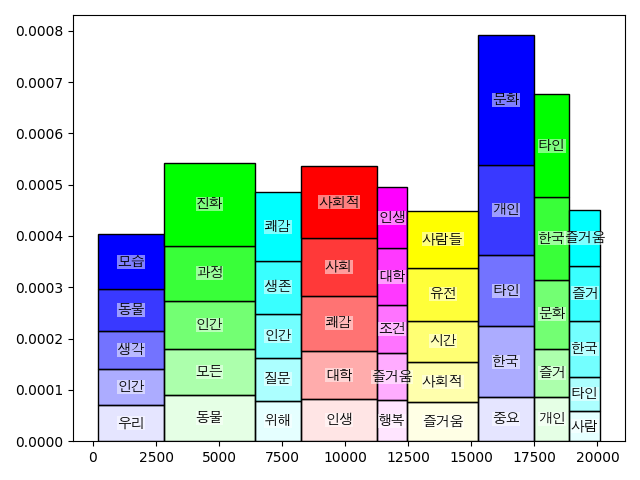 0.0008
0.0007
0.0006
0.0005
0.0004
0.0003
0.0002
0.0001
0.0000
모습
동물
생각
인간
우리
진화
과정
인간
모든
동물
쾌감
생존
인간
질문
위해
사회적
사회
쾌감
대학
인생
인생
대학
조건
즐거움
행복
사람들
유전
시간
사회적
즐거움
문화
개인
타인
한국
중요
타인
한국
문화
즐거
개인
즐거움
즐거
한국
타인
사람
0 2500 5000 7500 10000 12500 15000 17500 20000